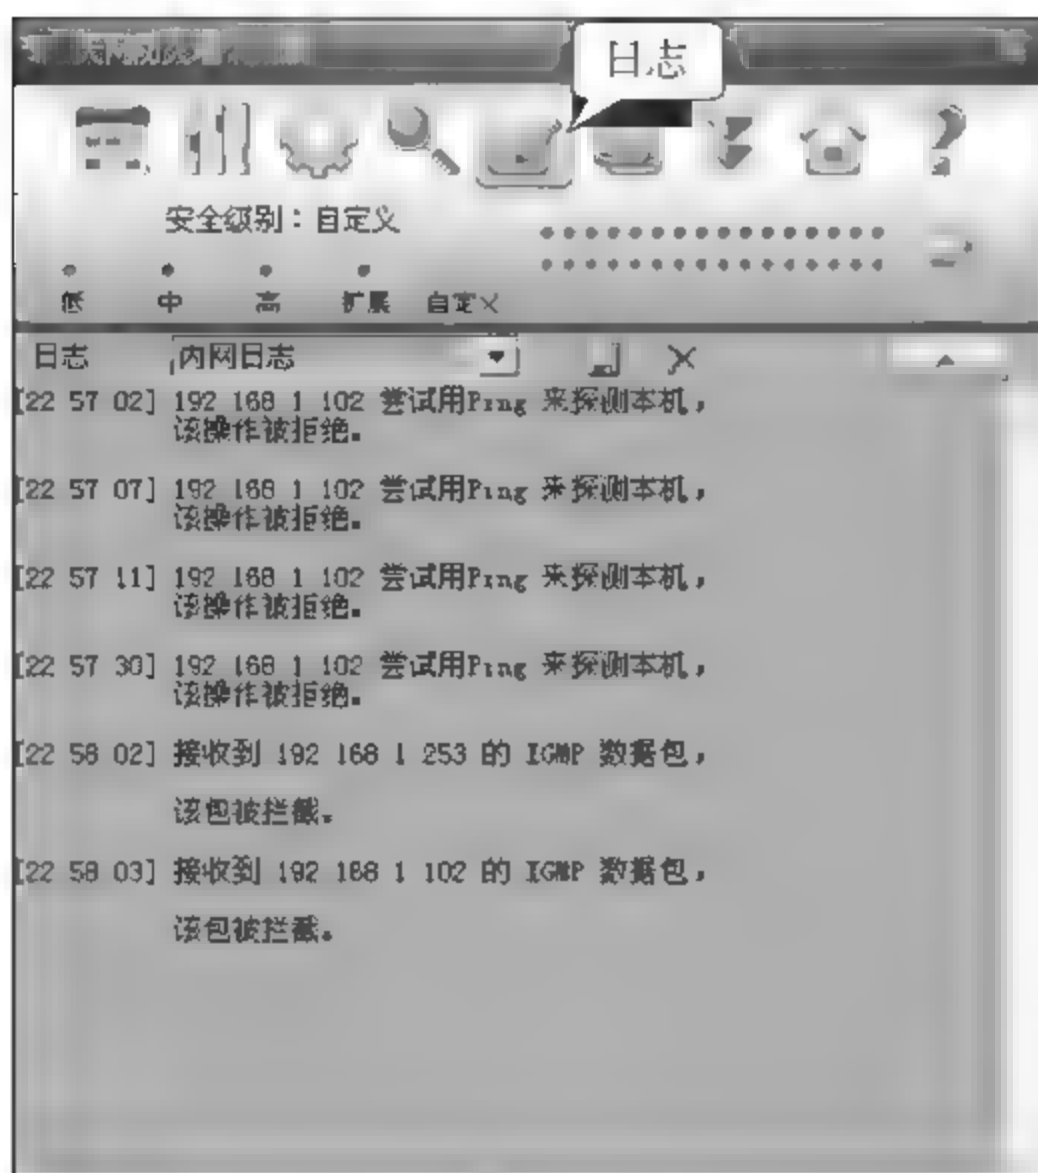 日志
安全级别：自定义
低 中 高 扩展 自定义
日志 内网日志
[22 57 02] 192 168 1 102 尝试用Ping 来探测本机，
该操作被拒绝。
[22 57 07] 192 168 1 102 尝试用Ping 来探测本机，
该操作被拒绝。
[22 57 11] 192 168 1 102 尝试用Ping 来探测本机，
该操作被拒绝。
[22 57 30] 192 168 1 102 尝试用Ping 来探测本机，
该操作被拒绝。
[22 58 02] 接收到 192 168 1 253 的 IGMP 数据包，
该包被拦截。
[22 58 03] 接收到 192 168 1 102 的 IGMP 数据包，
该包被拦截。